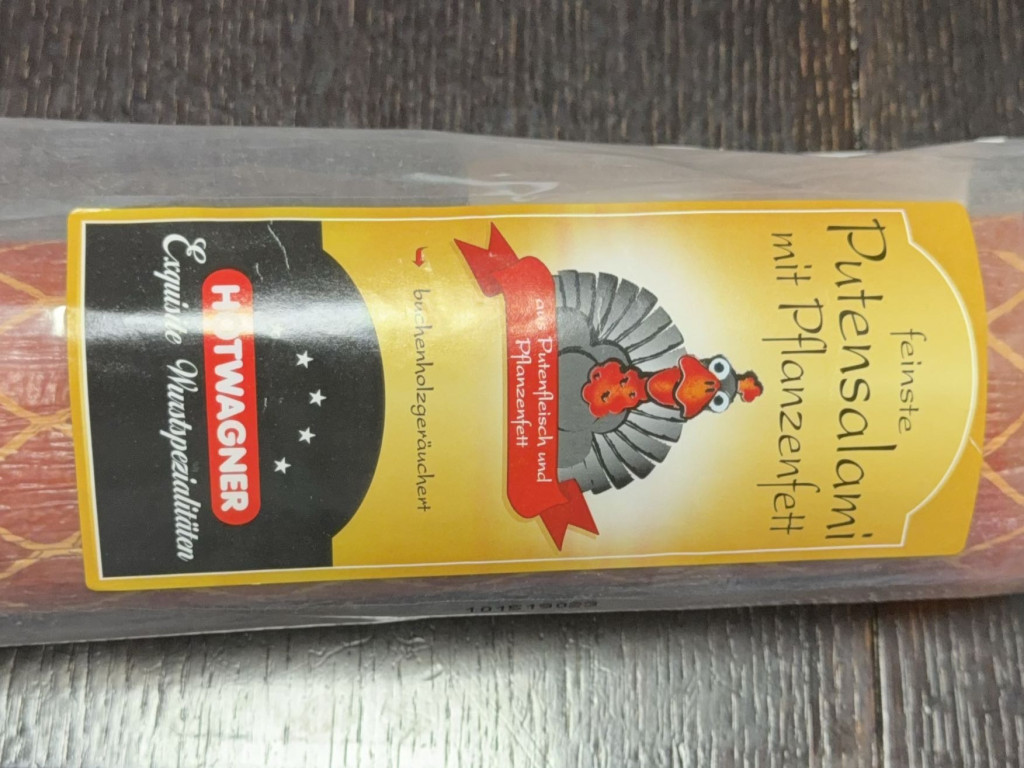 feinste
Putensalami
mit Pflanzenfett
aus Putenfleisch und
Pflanzenfett
buchenholzgeräuchert
HOTWAGNER
Exquisite Wurstspezialitäten